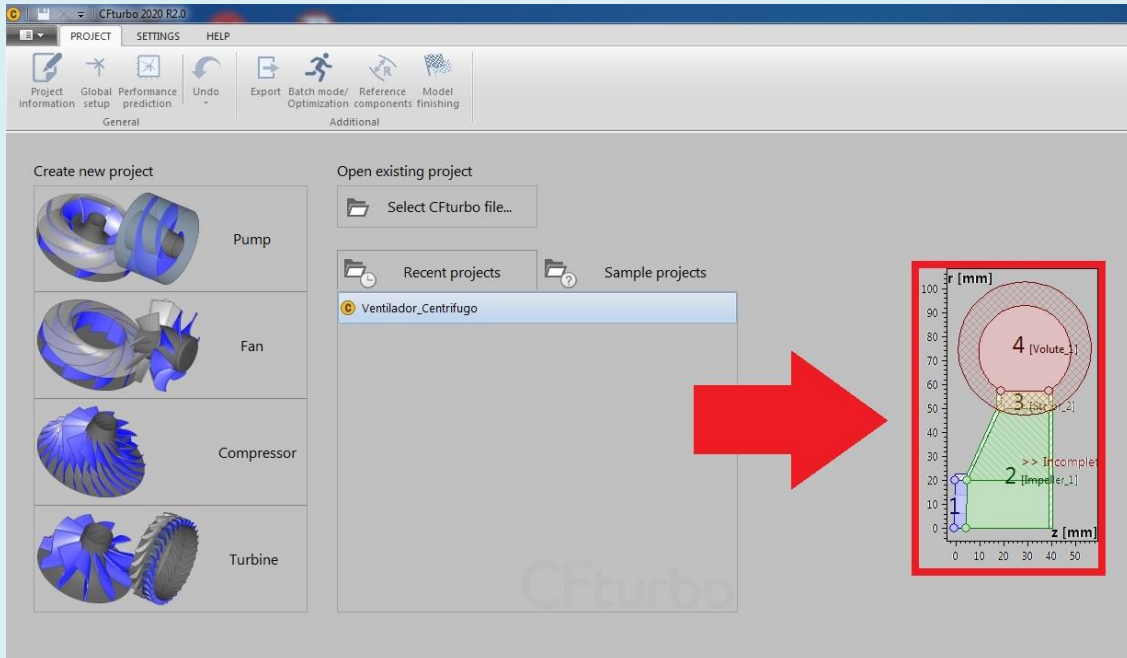 CFturbo 2020 R2.0
PROJECT SETTINGS HELP
Project information
Global setup
Performance prediction
Undo
Export
Batch mode/ Optimization
Reference components
Model finishing
General
Additional
Create new project
Pump
Fan
Compressor
Turbine
Open existing project
Select CFturbo file...
Recent projects
Sample projects
Ventilador_Centrifugo
CFturbo
r [mm]
100
90
80
70
60
50
40
30
20
10
0
4 [Volute_1]
3
>> Incomplet
2 [Impeller_1]
1
z [mm]
0 10 20 30 40 50